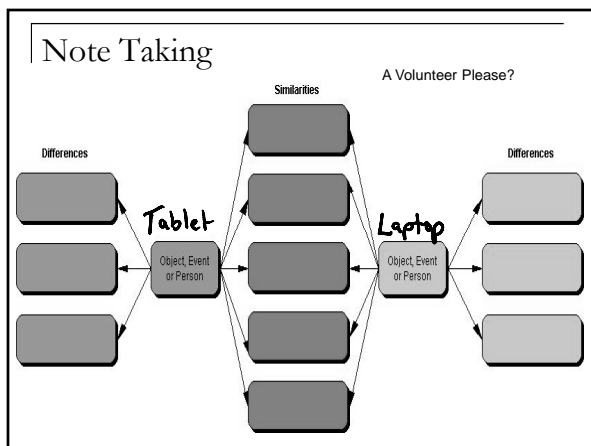 Note Taking
A Volunteer Please?
Similarities
Differences
Differences
Tablet
Laptop
Object, Event
or Person
Object, Event
or Person